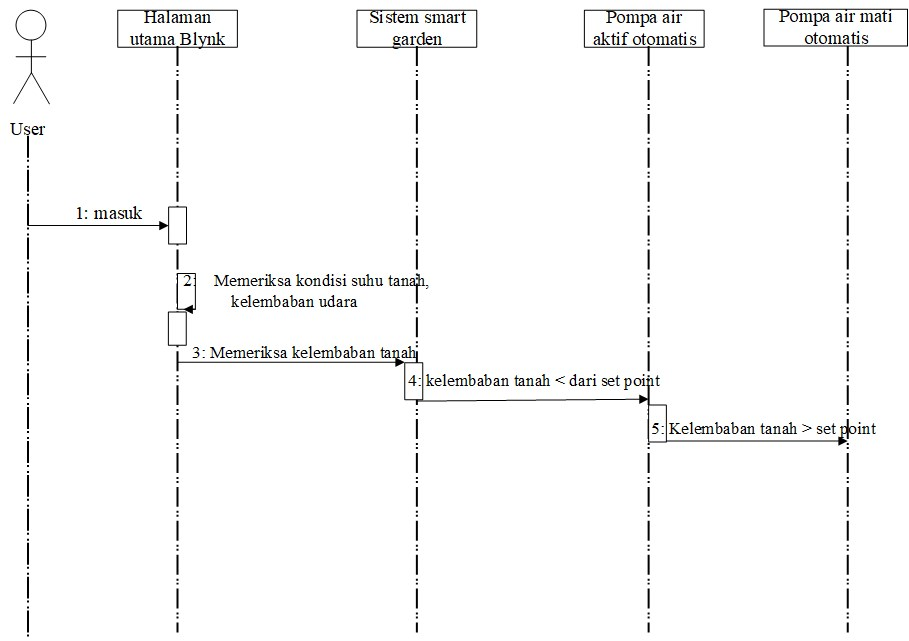 Halaman
utama Blynk
Sistem smart
garden
Pompa air
aktif otomatis
Pompa air mati
otomatis
User
1: masuk
2: Memeriksa kondisi suhu tanah,
kelembaban udara
3: Memeriksa kelembaban tanah
4: kelembaban tanah < dari set point
5: Kelembaban tanah > set point